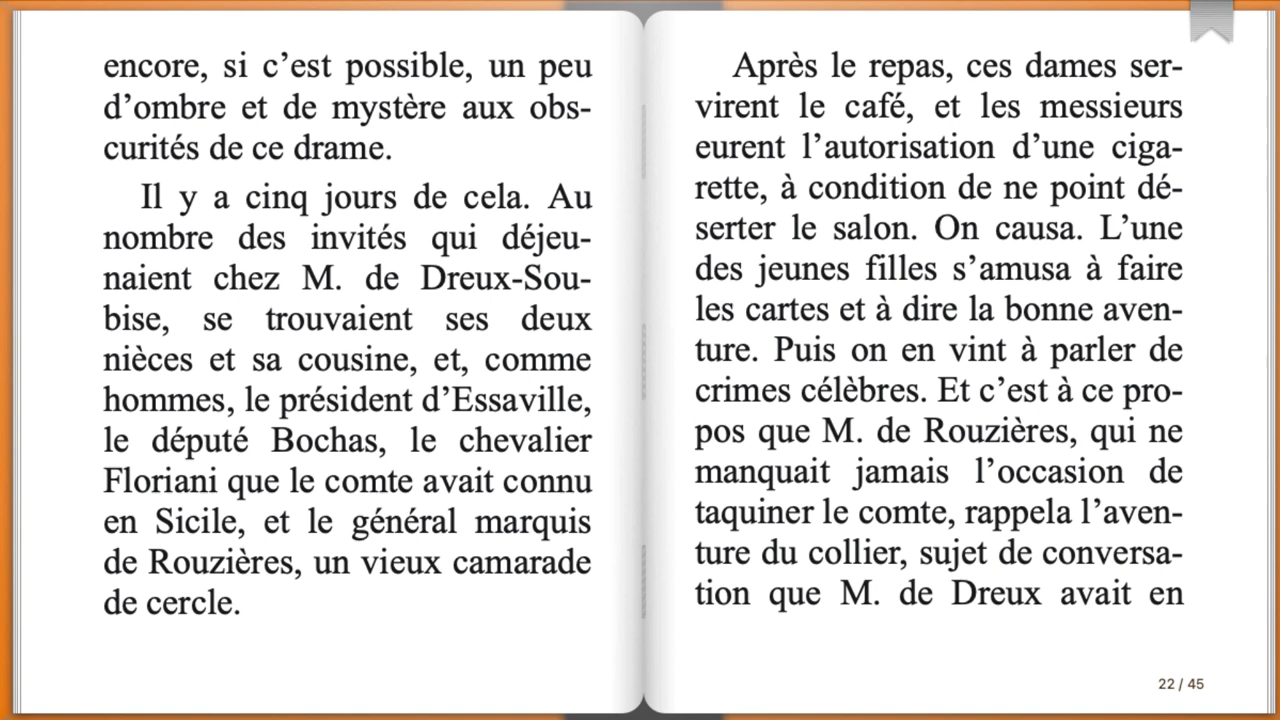 encore, si c’est possible, un peu
d’ombre et de mystère aux obs-
curités de ce drame.
Il y a cinq jours de cela. Au
nombre des invités qui déjeu-
naient chez M. de Dreux-Sou-
bise, se trouvaient ses deux
nièces et sa cousine, et, comme
hommes, le président d’Essaville,
le député Bochas, le chevalier
Floriani que le comte avait connu
en Sicile, et le général marquis
de Rouzières, un vieux camarade
de cercle.
Après le repas, ces dames ser-
virent le café, et les messieurs
eurent l’autorisation d’une ciga-
rette, à condition de ne point dé-
serter le salon. On causa. L’une
des jeunes filles s’amusa à faire
les cartes et à dire la bonne aven-
ture. Puis on en vint à parler de
crimes célèbres. Et c’est à ce pro-
pos que M. de Rouzières, qui ne
manquait jamais l’occasion de
taquiner le comte, rappela l’aven-
ture du collier, sujet de conversa-
tion que M. de Dreux avait en
22 / 45